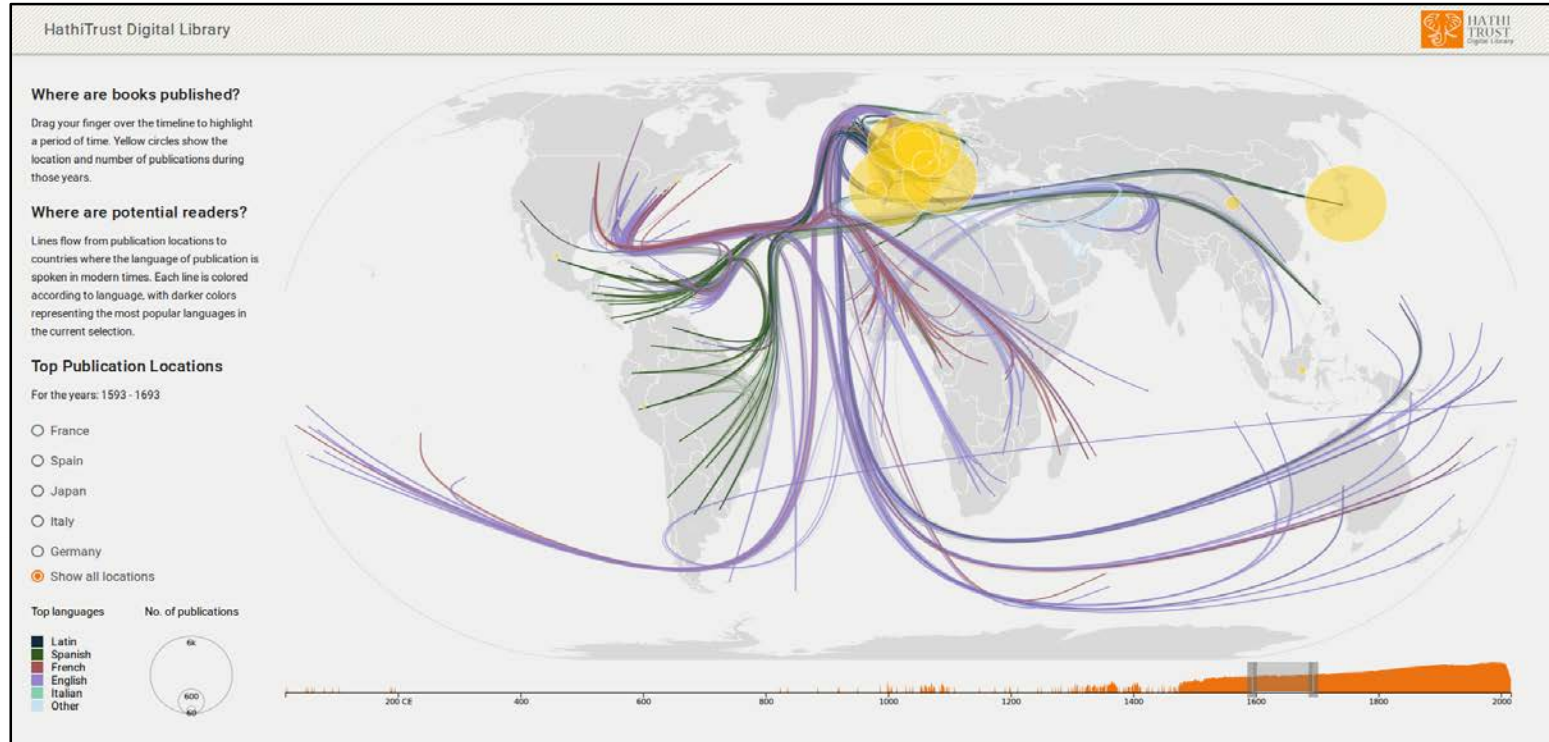 HathiTrust Digital Library
HATHI
TRUST
Digital Library
Where are books published?
Drag your finger over the timeline to highlight
a period of time. Yellow circles show the
location and number of publications during
those years.
Where are potential readers?
Lines flow from publication locations to
countries where the language of publication is
spoken in modern times. Each line is colored
according to language, with darker colors
representing the most popular languages in
the current selection.
Top Publication Locations
For the years: 1593 - 1693
France
Spain
Japan
Italy
Germany
Show all locations
Top languages
No. of publications
Latin
Spanish
French
English
Italian
Other
6k
600
60
200 CE
400
600
800
1000
1200
1400
1600
1800
2000